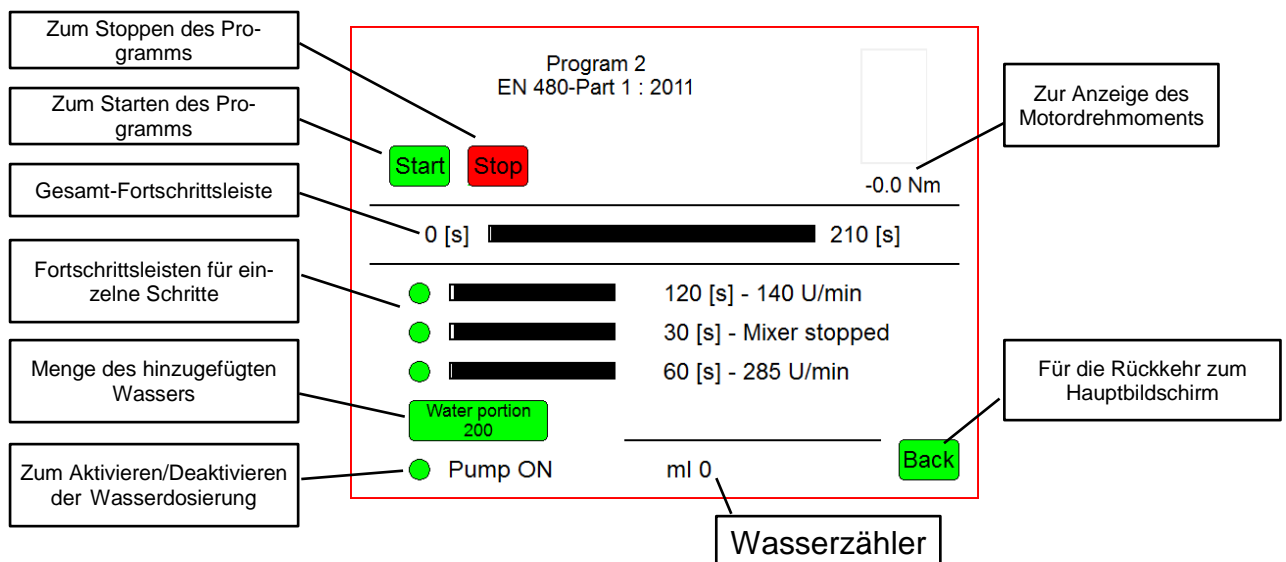 Zum Stoppen des Pro-
gramms
Zum Starten des Pro-
gramms
Gesamt-Fortschrittsleiste
Fortschrittsleisten für ein-
zelne Schritte
Menge des hinzugefügten
Wassers
Zum Aktivieren/Deaktivieren
der Wasserdosierung
Program 2
EN 480-Part 1 : 2011
Start
Stop
-0.0 Nm
0 [s]
210 [s]
120 [s] - 140 U/min
30 [s] - Mixer stopped
60 [s] - 285 U/min
Water portion
200
Pump ON
ml 0
Back
Zur Anzeige des
Motordrehmoments
Für die Rückkehr zum
Hauptbildschirm
Wasserzähler